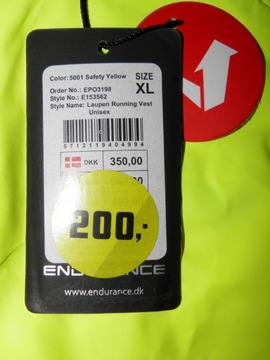 Color: 5001 Safety Yellow
Order No.: EPO3198
Style No.: E153562
Style Name: Laupen Running Vest
Unisex
SIZE
XL
5712119404994
DKK 350,00
200,-
ENDURANCE
www.endurance.dk